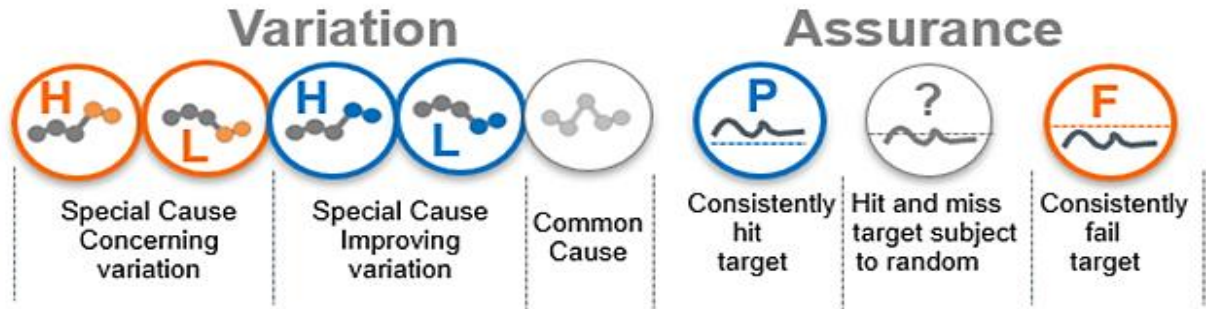 Variation
Assurance
H
L
H
L
P
?
F
Special Cause
Concerning
variation
Special Cause
Improving
variation
Common
Cause
Consistently
hit
target
Hit and miss
target subject
to random
Consistently
fail
target